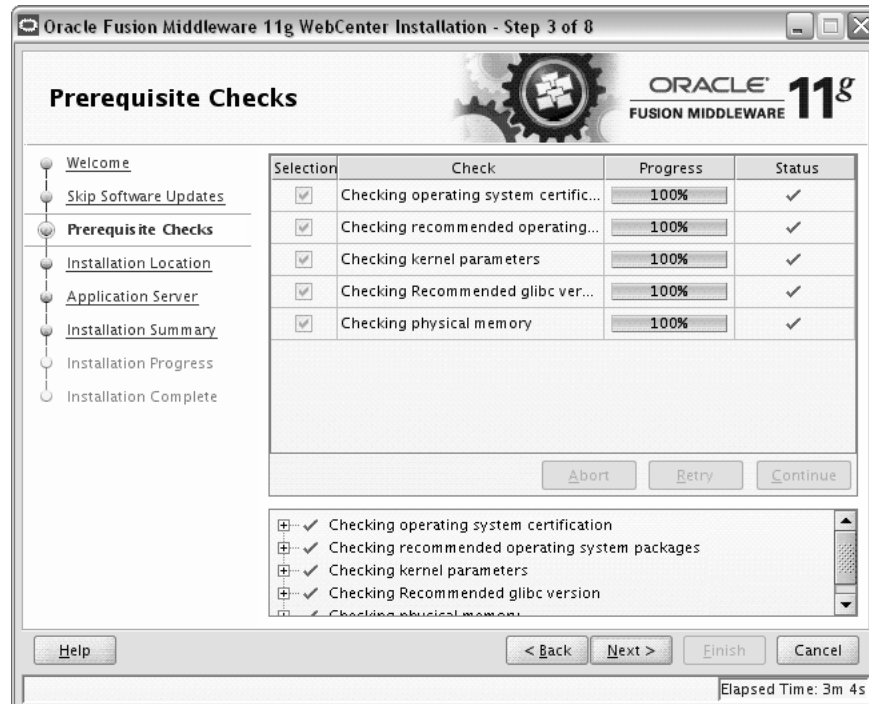 Oracle Fusion Middleware 11g WebCenter Installation - Step 3 of 8
Prerequisite Checks
ORACLE
FUSION MIDDLEWARE
11g
Welcome
Skip Software Updates
Prerequisite Checks
Installation Location
Application Server
Installation Summary
Installation Progress
Installation Complete
Selection Check Progress Status
Checking operating system certific... 100%
Checking recommended operating... 100%
Checking kernel parameters 100%
Checking Recommended glibc ver... 100%
Checking physical memory 100%
Abort Retry Continue
Checking operating system certification
Checking recommended operating system packages
Checking kernel parameters
Checking Recommended glibc version
Checking physical memory
Help < Back Next > Finish Cancel
Elapsed Time: 3m 4s